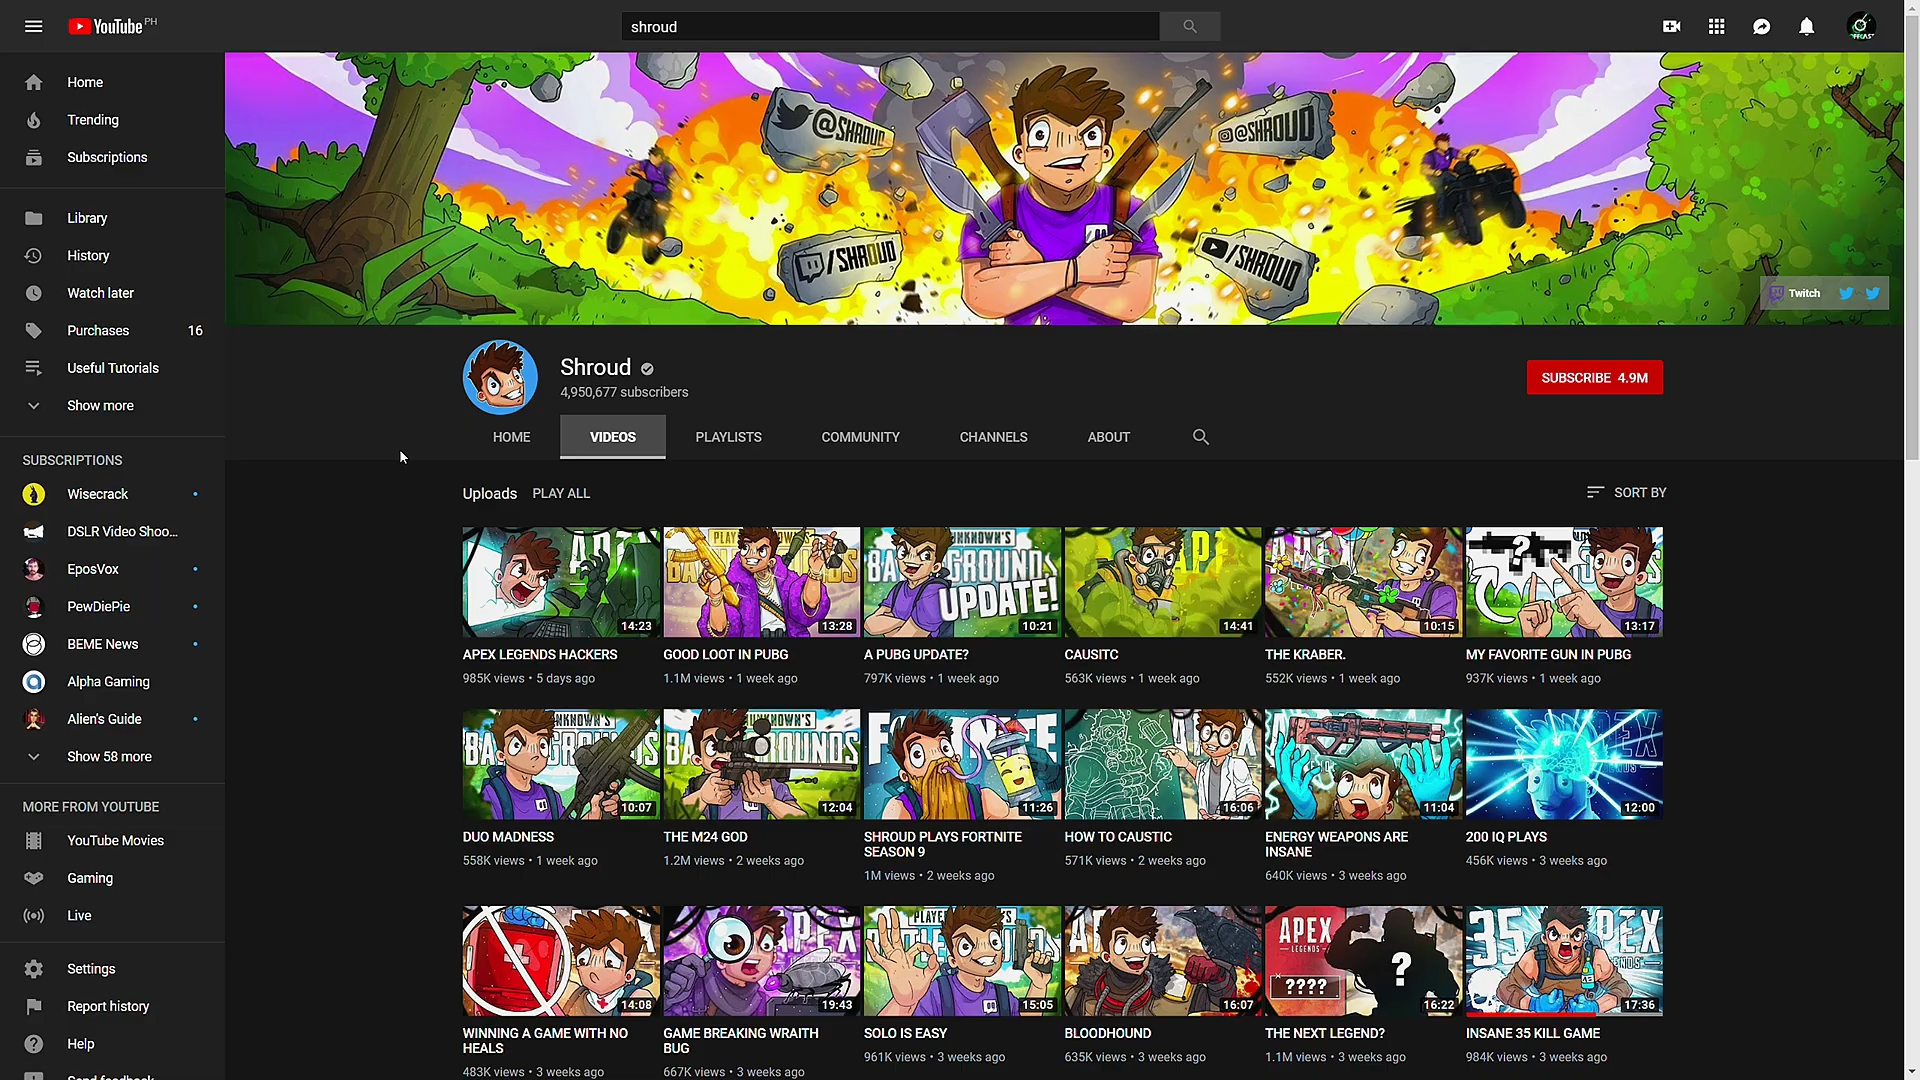 YouTube PH
shroud
Home
Trending
Subscriptions
Library
History
Watch later
Purchases 16
Useful Tutorials
Show more
SUBSCRIPTIONS
Wisecrack
DSLR Video Shoo...
EposVox
PewDiePie
BEME News
Alpha Gaming
Alien's Guide
Show 58 more
MORE FROM YOUTUBE
YouTube Movies
Gaming
Live
Settings
Report history
Help
Send feedback
@SHROUD
@SHROUD
/SHROUD
/SHROUD
Twitch
Shroud
4,950,677 subscribers
SUBSCRIBE 4.9M
HOME VIDEOS PLAYLISTS COMMUNITY CHANNELS ABOUT
Uploads PLAY ALL
SORT BY
UPDATE!
14:23 13:28 10:21 14:41 10:15 13:17
APEX LEGENDS HACKERS
985K views • 5 days ago
GOOD LOOT IN PUBG
1.1M views • 1 week ago
A PUBG UPDATE?
797K views • 1 week ago
CAUSITC
563K views • 1 week ago
THE KRABER.
552K views • 1 week ago
MY FAVORITE GUN IN PUBG
937K views • 1 week ago
10:07 12:04 11:26 16:06 11:04 12:00
DUO MADNESS
558K views • 1 week ago
THE M24 GOD
1.2M views • 2 weeks ago
SHROUD PLAYS FORTNITE
SEASON 9
1M views • 2 weeks ago
HOW TO CAUSTIC
571K views • 2 weeks ago
ENERGY WEAPONS ARE
INSANE
640K views • 3 weeks ago
200 IQ PLAYS
456K views • 3 weeks ago
APEX
LEGENDS
????
?
35
14:08 19:43 15:05 16:07 16:22 17:36
WINNING A GAME WITH NO
HEALS
483K views • 3 weeks ago
GAME BREAKING WRAITH
BUG
667K views • 3 weeks ago
SOLO IS EASY
961K views • 3 weeks ago
BLOODHOUND
635K views • 3 weeks ago
THE NEXT LEGEND?
1.1M views • 3 weeks ago
INSANE 35 KILL GAME
984K views • 3 weeks ago